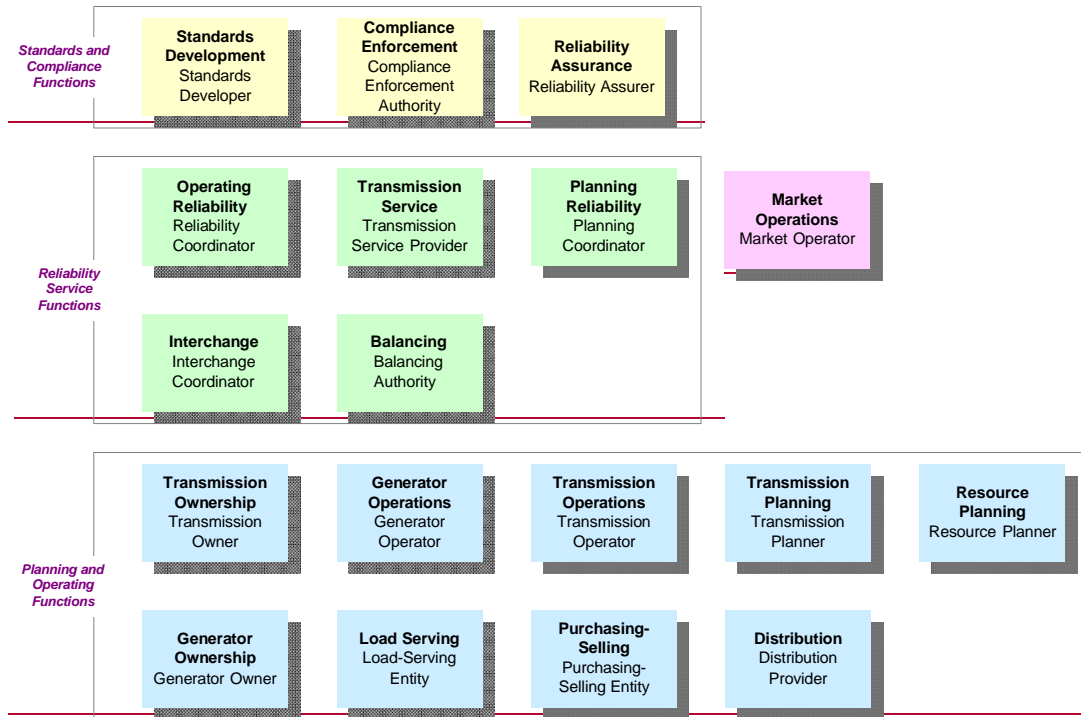 Standards and
Compliance
Functions
Standards
Development
Standards
Developer
Compliance
Enforcement
Compliance
Enforcement
Authority
Reliability
Assurance
Reliability Assurer
Reliability
Service
Functions
Operating
Reliability
Reliability
Coordinator
Transmission
Service
Transmission
Service Provider
Planning
Reliability
Planning
Coordinator
Market
Operations
Market Operator
Interchange
Interchange
Coordinator
Balancing
Balancing
Authority
Planning and
Operating
Functions
Transmission
Ownership
Transmission
Owner
Generator
Operations
Generator
Operator
Transmission
Operations
Transmission
Operator
Transmission
Planning
Transmission
Planner
Resource
Planning
Resource Planner
Generator
Ownership
Generator Owner
Load Serving
Load-Serving
Entity
Purchasing-
Selling
Purchasing-
Selling Entity
Distribution
Distribution
Provider